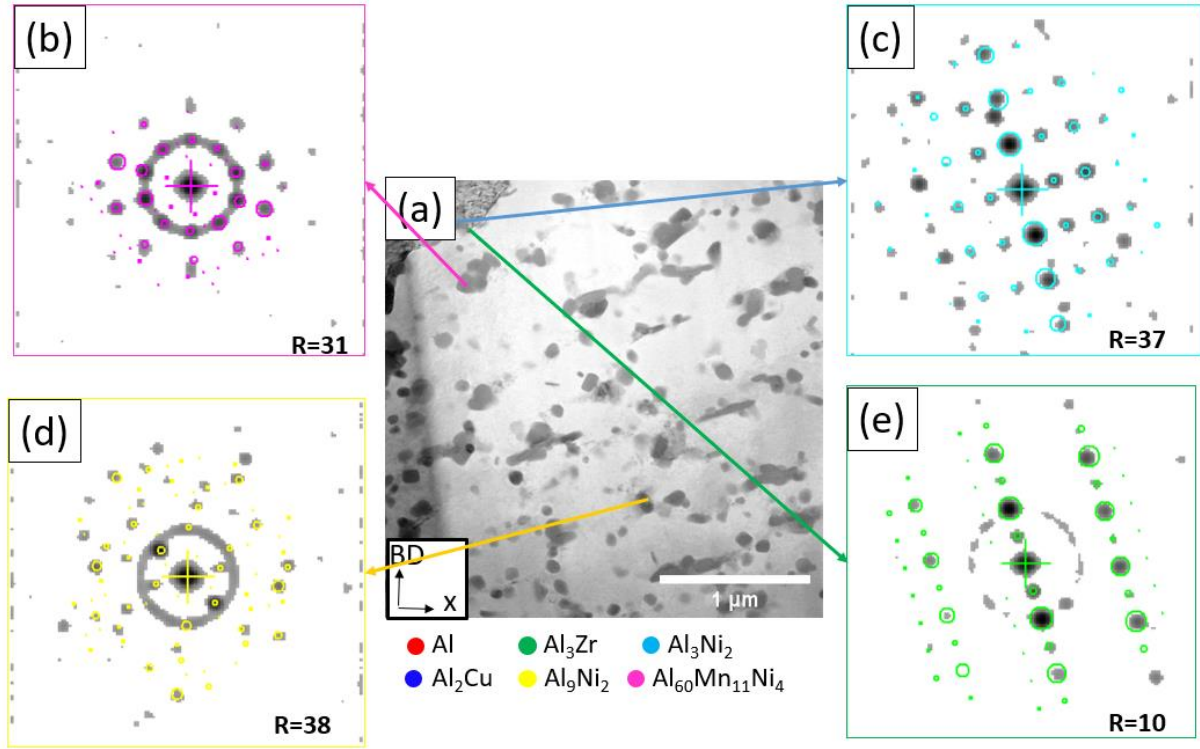 (b)
R=31
(c)
R=37
(a)
BD
x
1 µm
(d)
R=38
(e)
R=10
Al Al₃Zr Al₃Ni₂
Al₂Cu Al₉Ni₂ Al₆₀Mn₁₁Ni₄